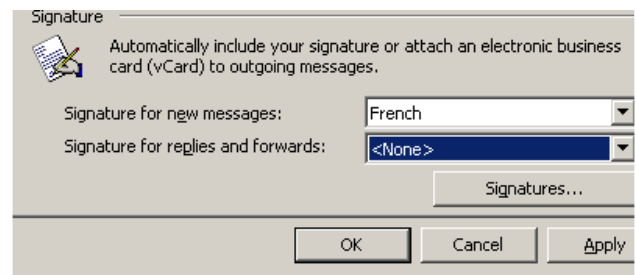 Signature
Automatically include your signature or attach an electronic business
card (vCard) to outgoing messages.
Signature for new messages: French
Signature for replies and forwards: <None>
Signatures...
OK Cancel Apply